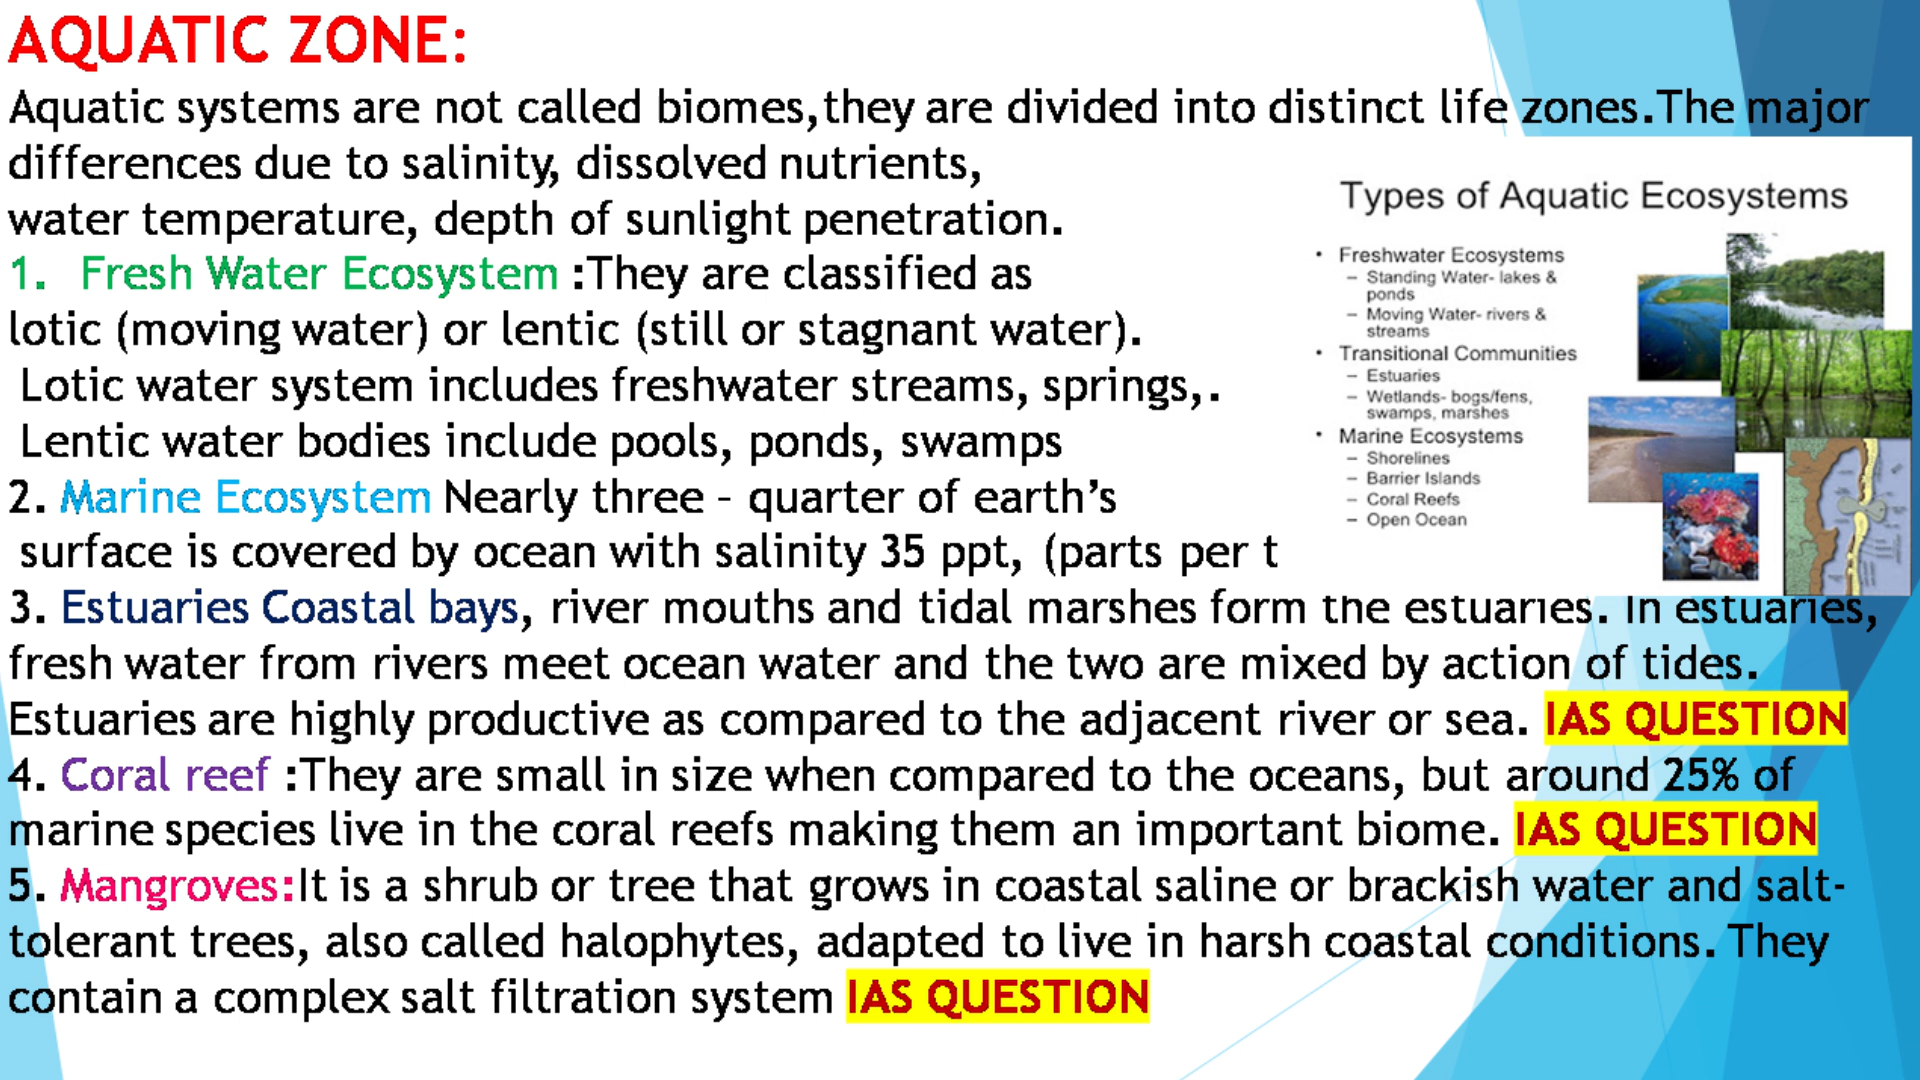 AQUATIC ZONE:
Aquatic systems are not called biomes,they are divided into distinct life zones.The major
differences due to salinity, dissolved nutrients,
water temperature, depth of sunlight penetration.
1. Fresh Water Ecosystem :They are classified as
lotic (moving water) or lentic (still or stagnant water).
Lotic water system includes freshwater streams, springs,.
Lentic water bodies include pools, ponds, swamps
2. Marine Ecosystem Nearly three – quarter of earth’s
surface is covered by ocean with salinity 35 ppt, (parts per t
3. Estuaries Coastal bays, river mouths and tidal marshes form the estuaries. In estuaries,
fresh water from rivers meet ocean water and the two are mixed by action of tides.
Estuaries are highly productive as compared to the adjacent river or sea. IAS QUESTION
4. Coral reef :They are small in size when compared to the oceans, but around 25% of
marine species live in the coral reefs making them an important biome. IAS QUESTION
5. Mangroves:It is a shrub or tree that grows in coastal saline or brackish water and salt-
tolerant trees, also called halophytes, adapted to live in harsh coastal conditions. They
contain a complex salt filtration system IAS QUESTION
Types of Aquatic Ecosystems
• Freshwater Ecosystems
– Standing Water- lakes &
ponds
– Moving Water- rivers &
streams
• Transitional Communities
– Estuaries
– Wetlands- bogs/fens,
swamps, marshes
• Marine Ecosystems
– Shorelines
– Barrier Islands
– Coral Reefs
– Open Ocean